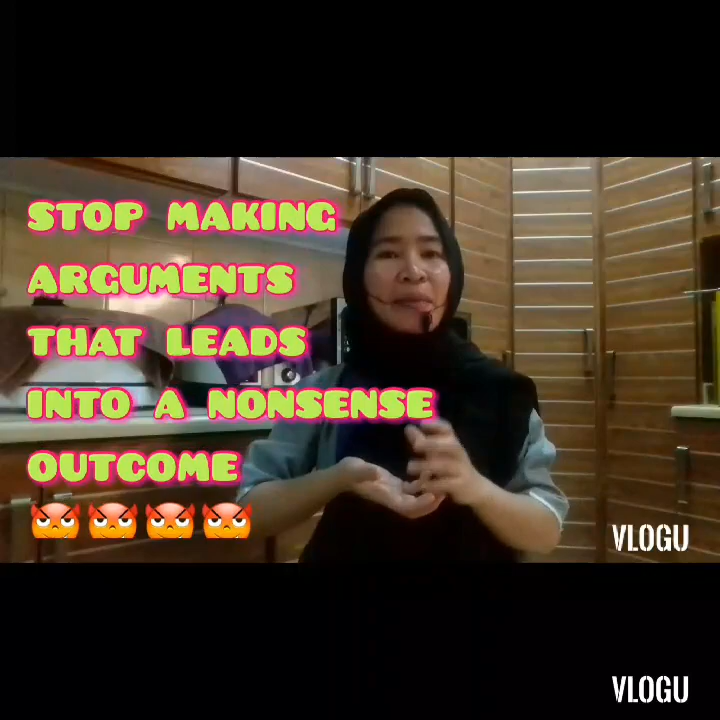 STOP MAKING
ARGUMENTS
THAT LEADS
INTO A NONSENSE
OUTCOME
👿👿👿👿
VLOGU
VLOGU